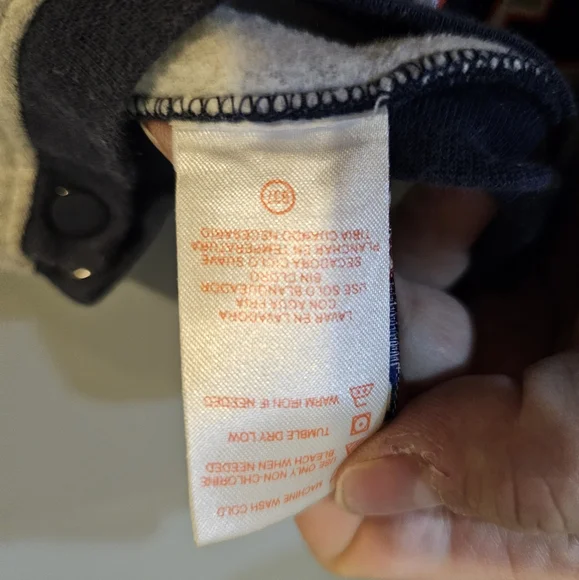 MACHINE WASH COLD
USE ONLY NON-CHLORINE
BLEACH WHEN NEEDED
TUMBLE DRY LOW
WARM IRON IF NEEDED
LAVAR EN LAVADORA
CON AGUA FRIA
USE SOLO BLANQUEADOR
SIN CLORO
SECADORA CICLO SUAVE
PLANCHAR EN TEMPERATURA
TIBIA CUANDO NECESARIO